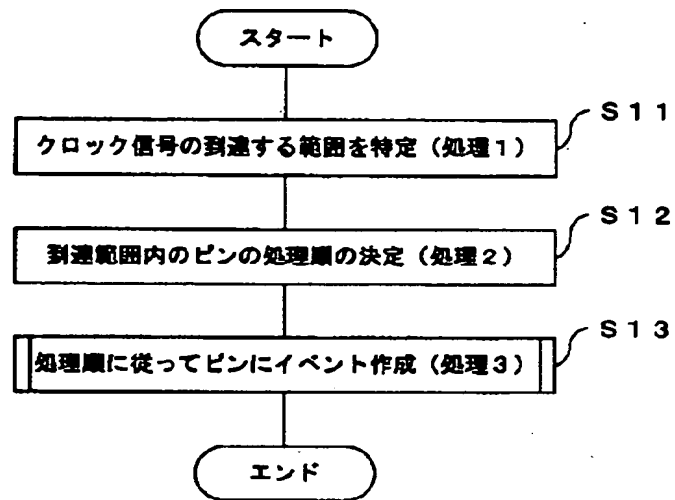 スタート
S11
クロック信号の到達する範囲を特定(処理1)
S12
到達範囲内のピンの処理順の決定(処理2)
S13
処理順に従ってピンにイベント作成(処理3)
エンド